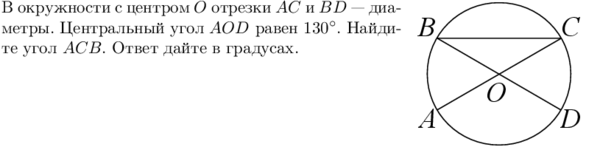 В окружности с центром O отрезки AC и BD — диа-
метры. Центральный угол AOD равен 130°. Найди-
те угол ACB. Ответ дайте в градусах.
B C
O
A D